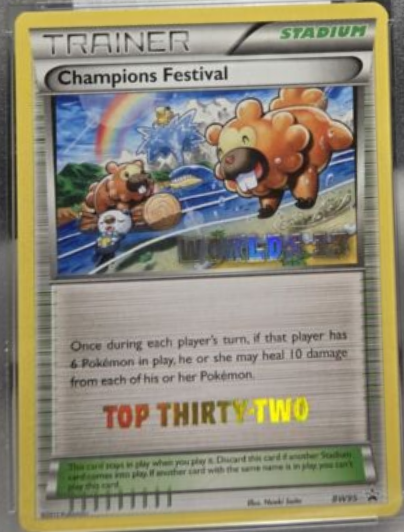 TRAINER
STADIUM
Champions Festival
WORLDS 13
Once during each player's turn, if that player has
6 Pokémon in play, he or she may heal 10 damage
from each of his or her Pokémon.
TOP THIRTY-TWO
This card stays in play when you play it. Discard this card if another Stadium
card comes into play. If another card with the same name is in play, you can't
play this card.
Illus. Naoki Saito
BW95